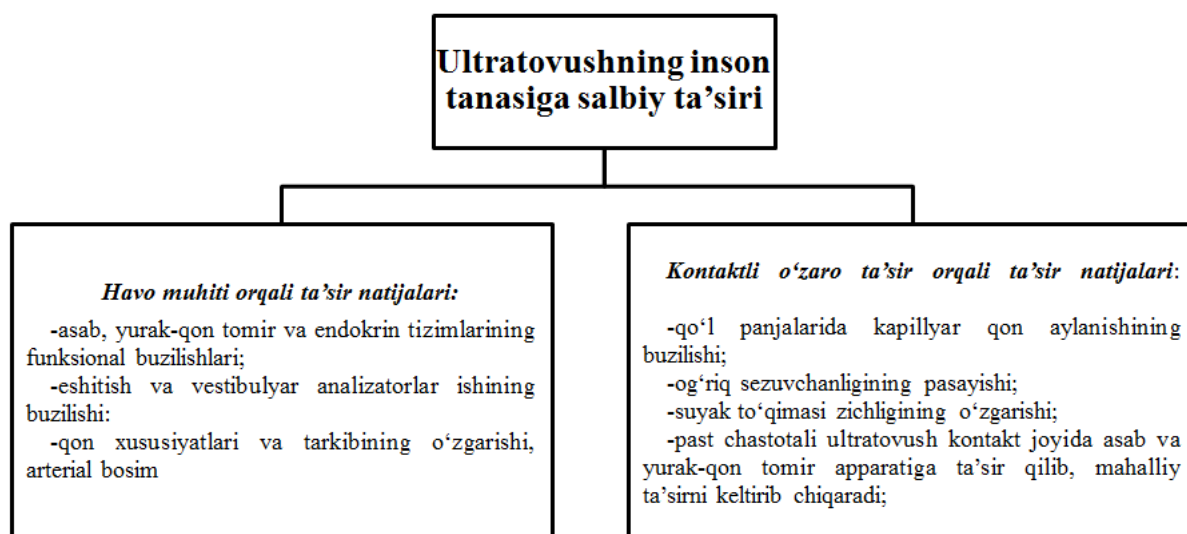 Ultratovushning inson
tanasiga salbiy ta’siri
Havo muhiti orqali ta’sir natijalari:
-asab, yurak-qon tomir va endokrin tizimlarining
funksional buzilishlari;
-eshitish va vestibulyar analizatorlar ishining
buzilishi:
-qon xususiyatlari va tarkibining o‘zgarishi,
arterial bosim
Kontaktli o‘zaro ta’sir orqali ta’sir natijalari:
-qo‘l panjalarida kapillyar qon aylanishining
buzilishi;
-og‘riq sezuvchanligining pasayishi;
-suyak to‘qimasi zichligining o‘zgarishi;
-past chastotali ultratovush kontakt joyida asab va
yurak-qon tomir apparatiga ta’sir qilib, mahalliy
ta’sirni keltirib chiqaradi;